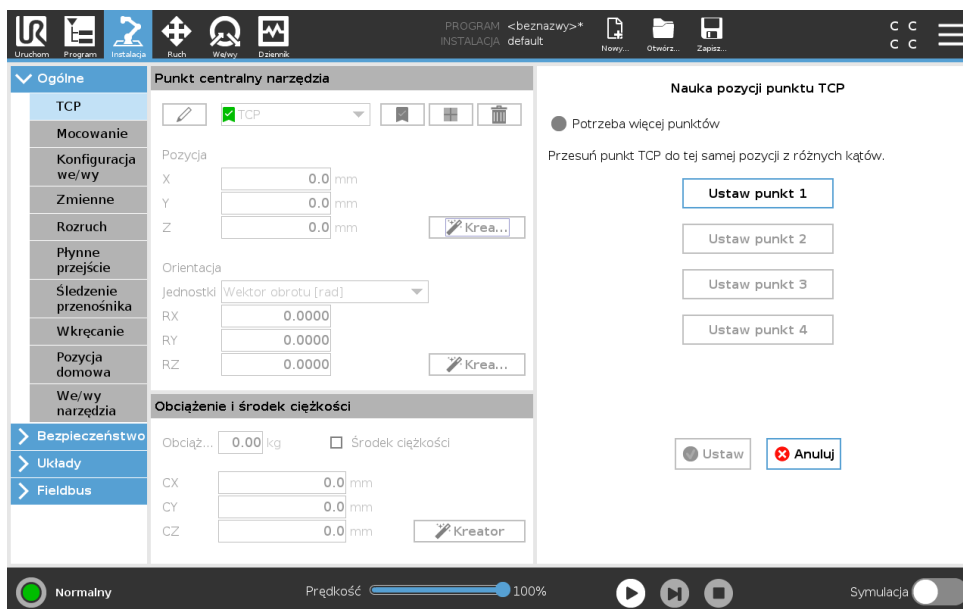 PROGRAM <beznazwy>*
INSTALACJA default
Uruchom Program Instalacja Ruch We/wy Dziennik Nowy... Otwórz... Zapisz...
C C
C C
Ogólne
TCP
Mocowanie
Konfiguracja
we/wy
Zmienne
Rozruch
Płynne
przejście
Śledzenie
przenośnika
Wkręcanie
Pozycja
domowa
We/wy
narzędzia
Bezpieczeństwo
Układy
Fieldbus
Punkt centralny narzędzia
TCP
Pozycja
X 0.0 mm
Y 0.0 mm
Z 0.0 mm Krea...
Orientacja
Jednostki Wektor obrotu [rad]
RX 0.0000
RY 0.0000
RZ 0.0000 Krea...
Obciążenie i środek ciężkości
Obciąż... 0.00 kg Środek ciężkości
CX 0.0 mm
CY 0.0 mm
CZ 0.0 mm Kreator
Nauka pozycji punktu TCP
Potrzeba więcej punktów
Przesuń punkt TCP do tej samej pozycji z różnych kątów.
Ustaw punkt 1
Ustaw punkt 2
Ustaw punkt 3
Ustaw punkt 4
Ustaw Anuluj
Normalny Prędkość 100% Symulacja